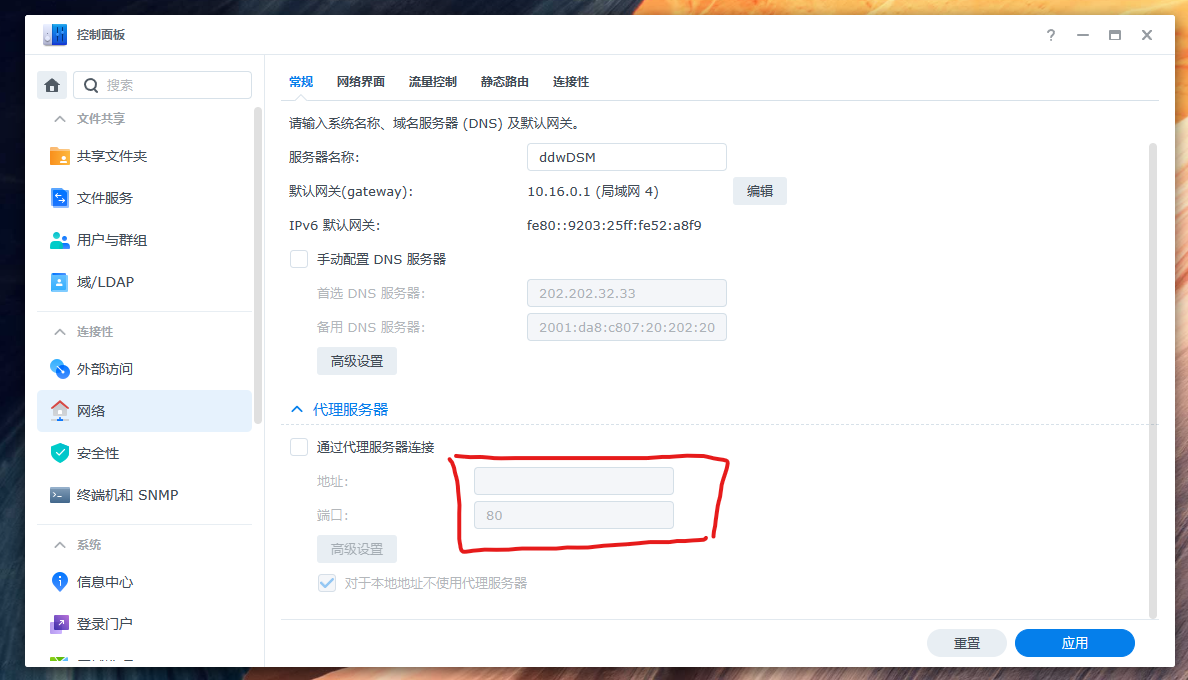 控制面板
搜索
文件共享
共享文件夹
文件服务
用户与群组
域/LDAP
连接性
外部访问
网络
安全性
终端机和 SNMP
系统
信息中心
登录门户
常规 网络界面 流量控制 静态路由 连接性
请输入系统名称、域名服务器 (DNS) 及默认网关。
服务器名称: ddwDSM
默认网关(gateway): 10.16.0.1 (局域网 4) 编辑
IPv6 默认网关: fe80::9203:25ff:fe52:a8f9
手动配置 DNS 服务器
首选 DNS 服务器: 202.202.32.33
备用 DNS 服务器: 2001:da8:c807:20:202:20
高级设置
代理服务器
通过代理服务器连接
地址:
端口: 80
高级设置
对于本地地址不使用代理服务器
重置 应用